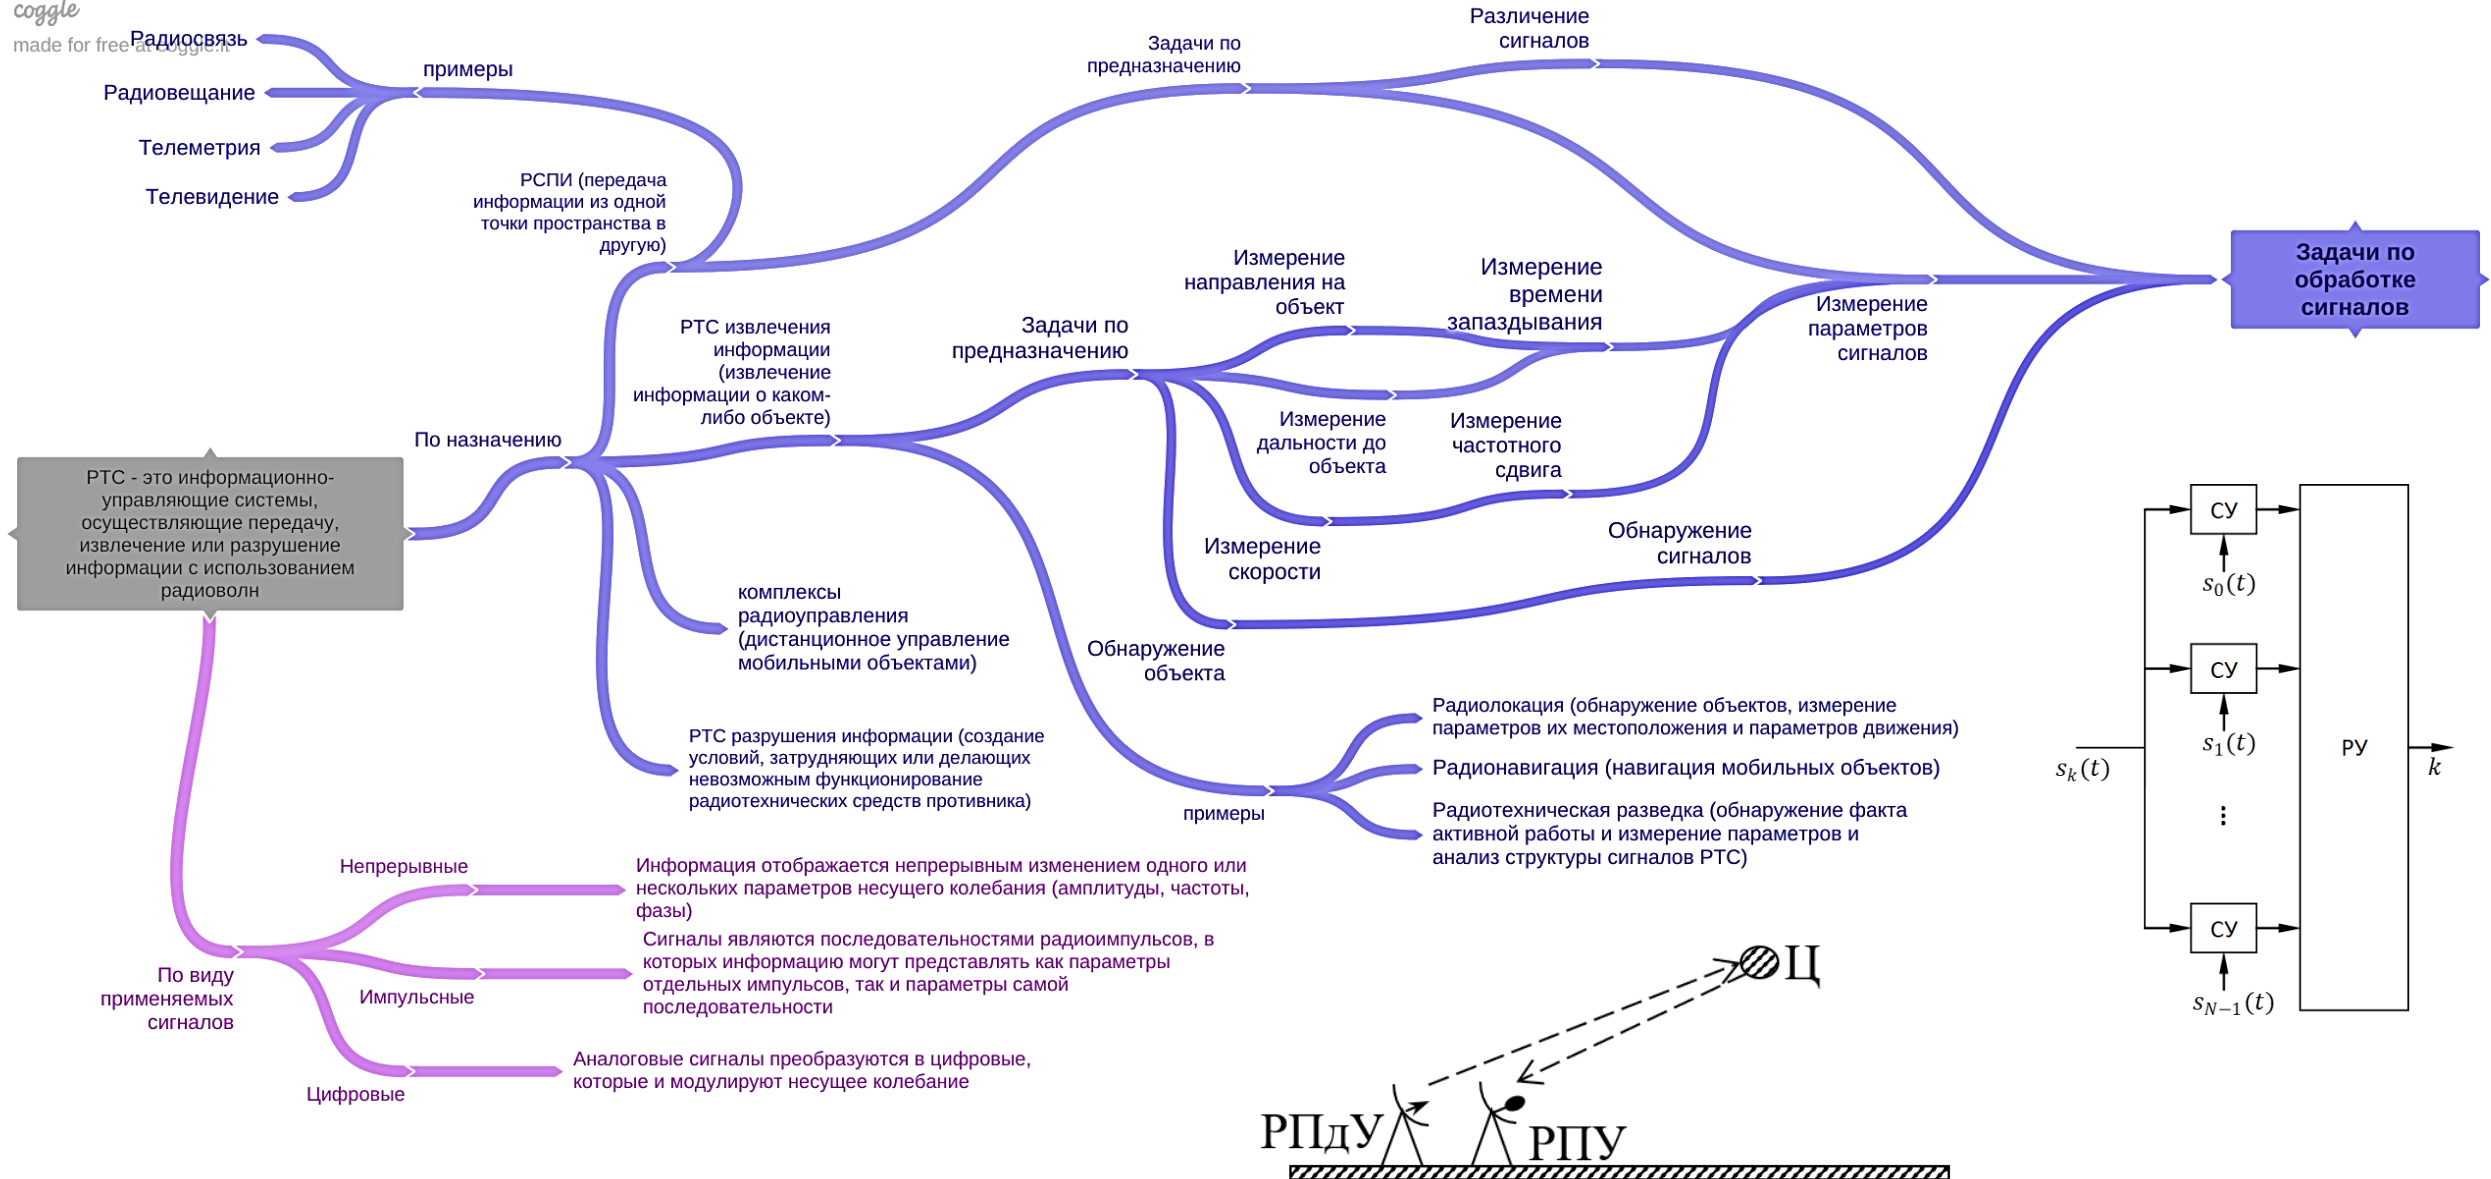 coggle
made for free at coggle.it
Радиосвязь
Радиовещание
Телеметрия
Телевидение
примеры
РСПИ (передача
информации из одной
точки пространства в
другую)
Задачи по
предназначению
Различение
сигналов
Задачи по
обработке
сигналов
РТС извлечения
информации
(извлечение
информации о каком-
либо объекте)
Задачи по
предназначению
Измерение
направления на
объект
Измерение
времени
запаздывания
Измерение
параметров
сигналов
Измерение
дальности до
объекта
Измерение
частотного
сдвига
Измерение
скорости
Обнаружение
сигналов
Обнаружение
объекта
По назначению
РТС - это информационно-
управляющие системы,
осуществляющие передачу,
извлечение или разрушение
информации с использованием
радиоволн
комплексы
радиоуправления
(дистанционное управление
мобильными объектами)
РТС разрушения информации (создание
условий, затрудняющих или делающих
невозможным функционирование
радиотехнических средств противника)
примеры
Радиолокация (обнаружение объектов, измерение
параметров их местоположения и параметров движения)
Радионавигация (навигация мобильных объектов)
Радиотехническая разведка (обнаружение факта
активной работы и измерение параметров и
анализ структуры сигналов РТС)
По виду
применяемых
сигналов
Непрерывные
Информация отображается непрерывным изменением одного или
нескольких параметров несущего колебания (амплитуды, частоты,
фазы)
Импульсные
Сигналы являются последовательностями радиоимпульсов, в
которых информацию могут представлять как параметры
отдельных импульсов, так и параметры самой
последовательности
Цифровые
Аналоговые сигналы преобразуются в цифровые,
которые и модулируют несущее колебание
Ц
РПдУ
РПУ
СУ
s₀(t)
СУ
s₁(t)
sₖ(t)
⋮
СУ
s_{N−1}(t)
РУ
k